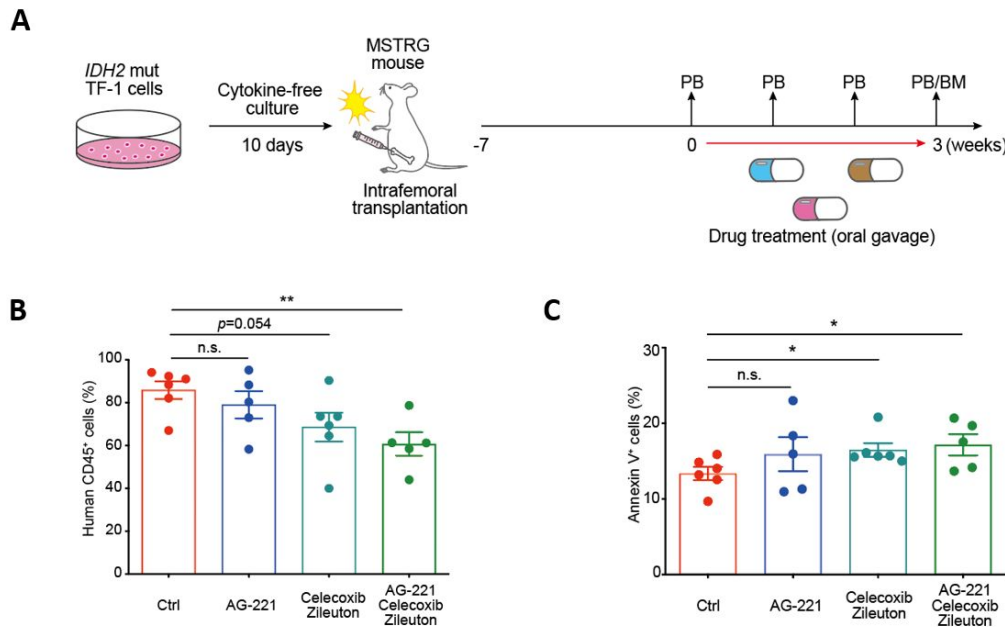 A
IDH2 mut
TF-1 cells
Cytokine-free
culture
10 days
MSTRG
mouse
Intrafemoral
transplantation
-7
PB
PB
PB
PB/BM
0
3 (weeks)
Drug treatment (oral gavage)
B
**
p=0.054
n.s.
Human CD45⁺ cells (%)
100
80
60
40
20
0
Ctrl
AG-221
Celecoxib
Zileuton
AG-221
Celecoxib
Zileuton
C
*
*
n.s.
Annexin V⁺ cells (%)
30
20
10
0
Ctrl
AG-221
Celecoxib
Zileuton
AG-221
Celecoxib
Zileuton